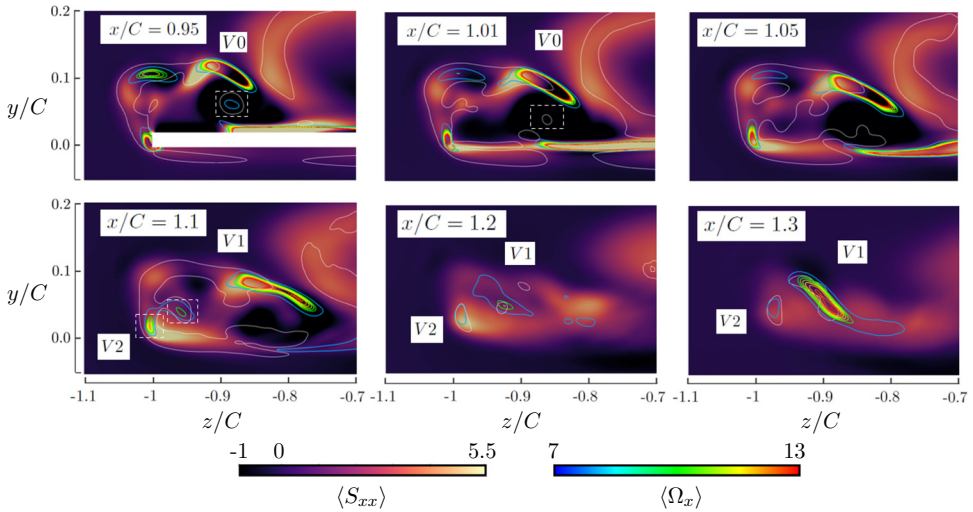 0.2
x/C = 0.95
V0
x/C = 1.01
V0
x/C = 1.05
y/C
0.1
0.0
0.2
x/C = 1.1
V1
x/C = 1.2
V1
x/C = 1.3
V1
y/C
0.1
0.0
V2
V2
V2
-1.1 -1 -0.9 -0.8 -0.7
-1.1 -1 -0.9 -0.8 -0.7
-1.1 -1 -0.9 -0.8 -0.7
z/C
z/C
z/C
-1 0 5.5
7 13
⟨Sxx⟩
⟨Ωx⟩